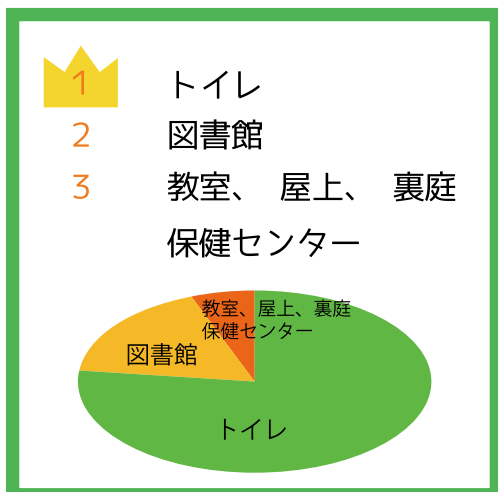 1 トイレ
2 図書館
3 教室、 屋上、 裏庭
保健センター
教室、屋上、裏庭
保健センター
図書館
トイレ